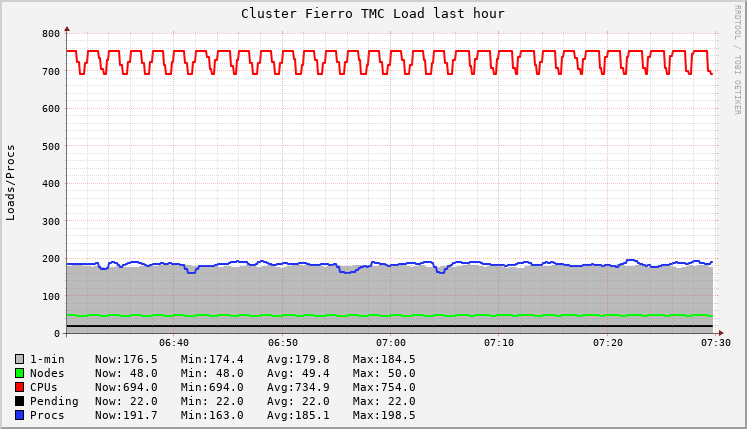 Cluster Fierro TMC Load last hour
RRDTOOL / TOBI OETIKER
Loads/Procs
800
700
600
500
400
300
200
100
0
06:40 06:50 07:00 07:10 07:20 07:30
1-min Now:176.5 Min:174.4 Avg:179.8 Max:184.5
Nodes Now: 48.0 Min: 48.0 Avg: 49.4 Max: 50.0
CPUs Now:694.0 Min:694.0 Avg:734.9 Max:754.0
Pending Now: 22.0 Min: 22.0 Avg: 22.0 Max: 22.0
Procs Now:191.7 Min:163.0 Avg:185.1 Max:198.5